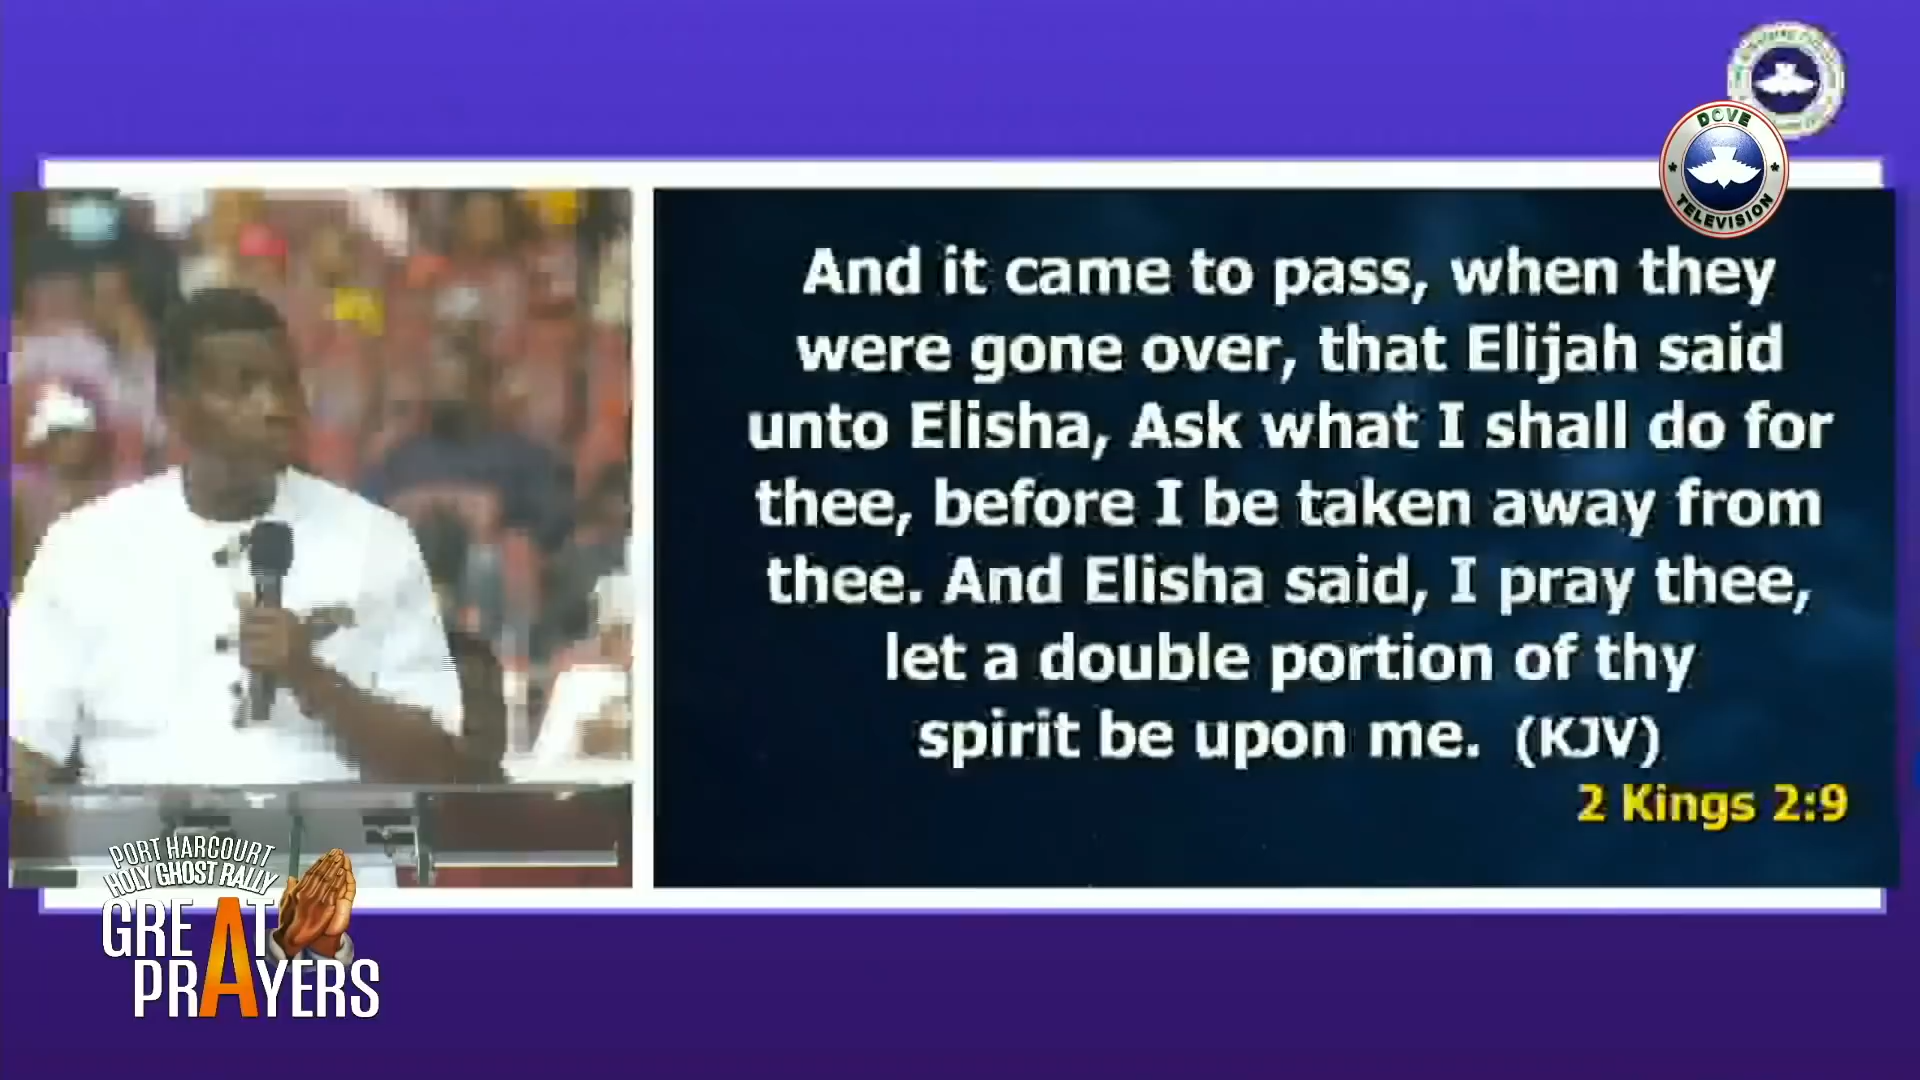 DOVE
TELEVISION
And it came to pass, when they
were gone over, that Elijah said
unto Elisha, Ask what I shall do for
thee, before I be taken away from
thee. And Elisha said, I pray thee,
let a double portion of thy
spirit be upon me. (KJV)
2 Kings 2:9
PORT HARCOURT
HOLY GHOST RALLY
GREAT
PRAYERS